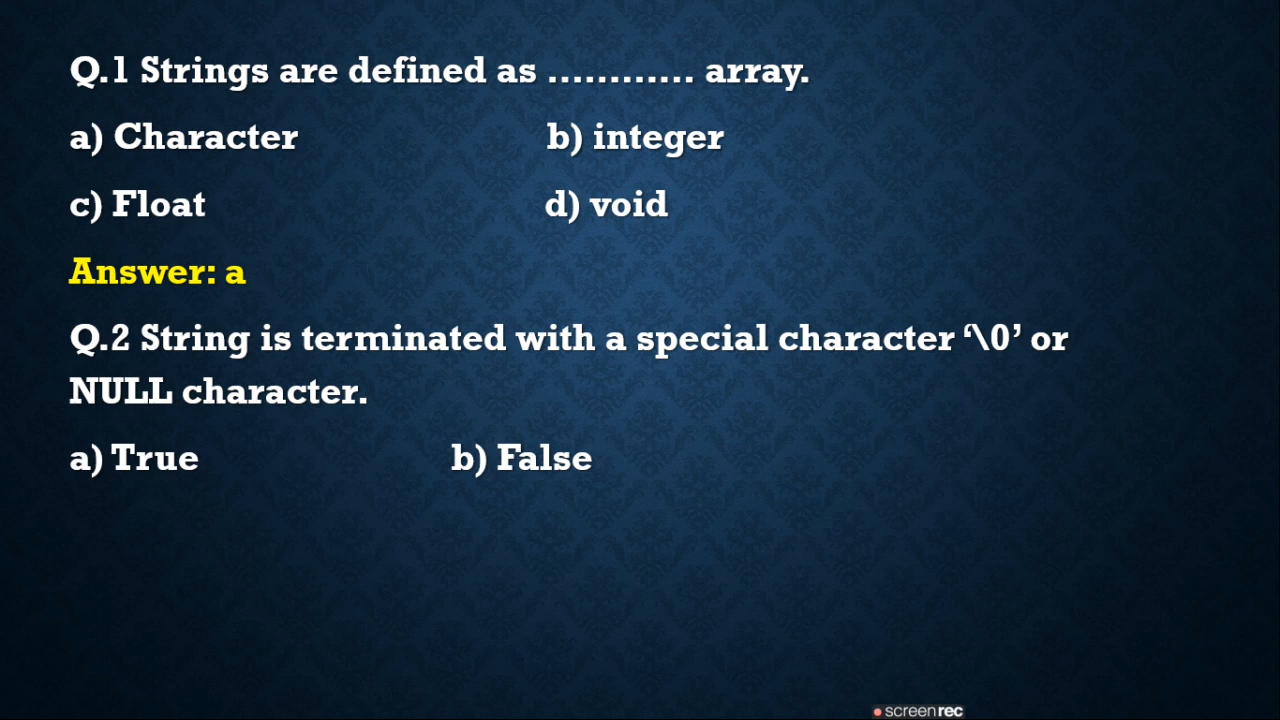 Q.1 Strings are defined as ............ array.
a) Character b) integer
c) Float d) void
Answer: a
Q.2 String is terminated with a special character ‘\0’ or
NULL character.
a) True b) False
screenrec